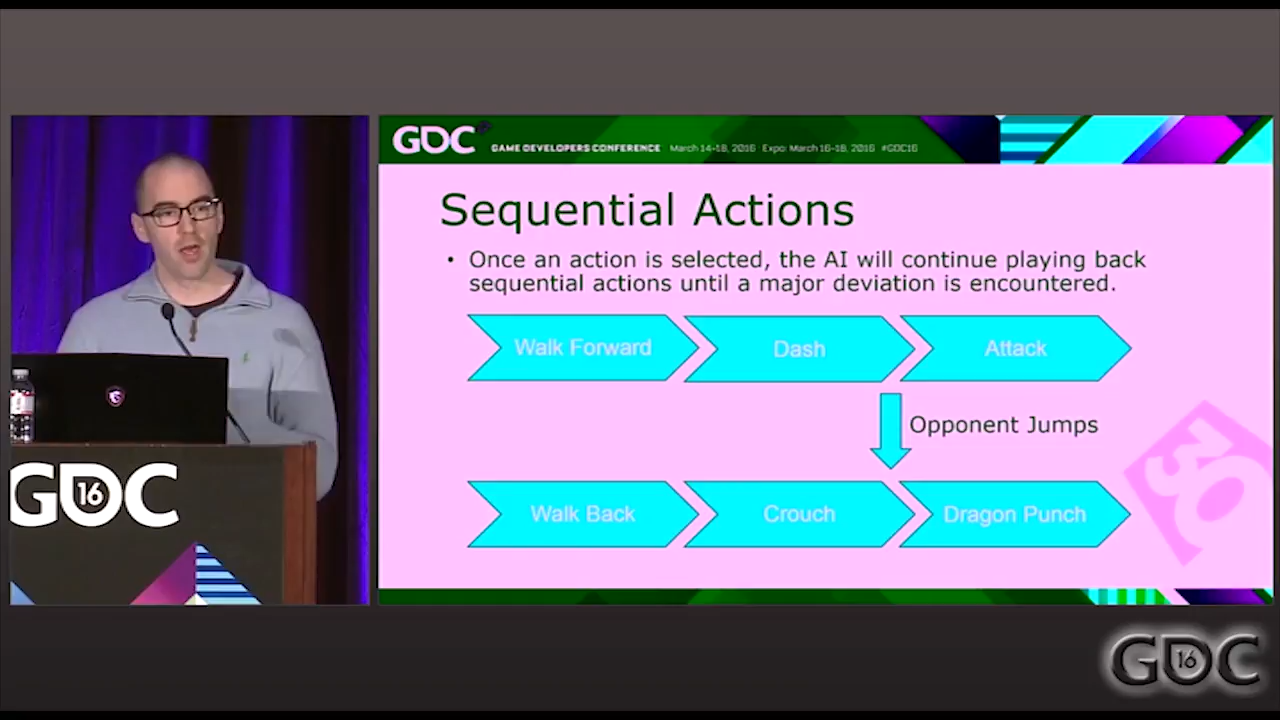 GDC
GAME DEVELOPERS CONFERENCE March 14-18, 2016 · Expo: March 16-18, 2016 #GDC16
Sequential Actions
• Once an action is selected, the AI will continue playing back
sequential actions until a major deviation is encountered.
Walk Forward
Dash
Attack
Opponent Jumps
Walk Back
Crouch
Dragon Punch
30
GDC
16
GDC
16